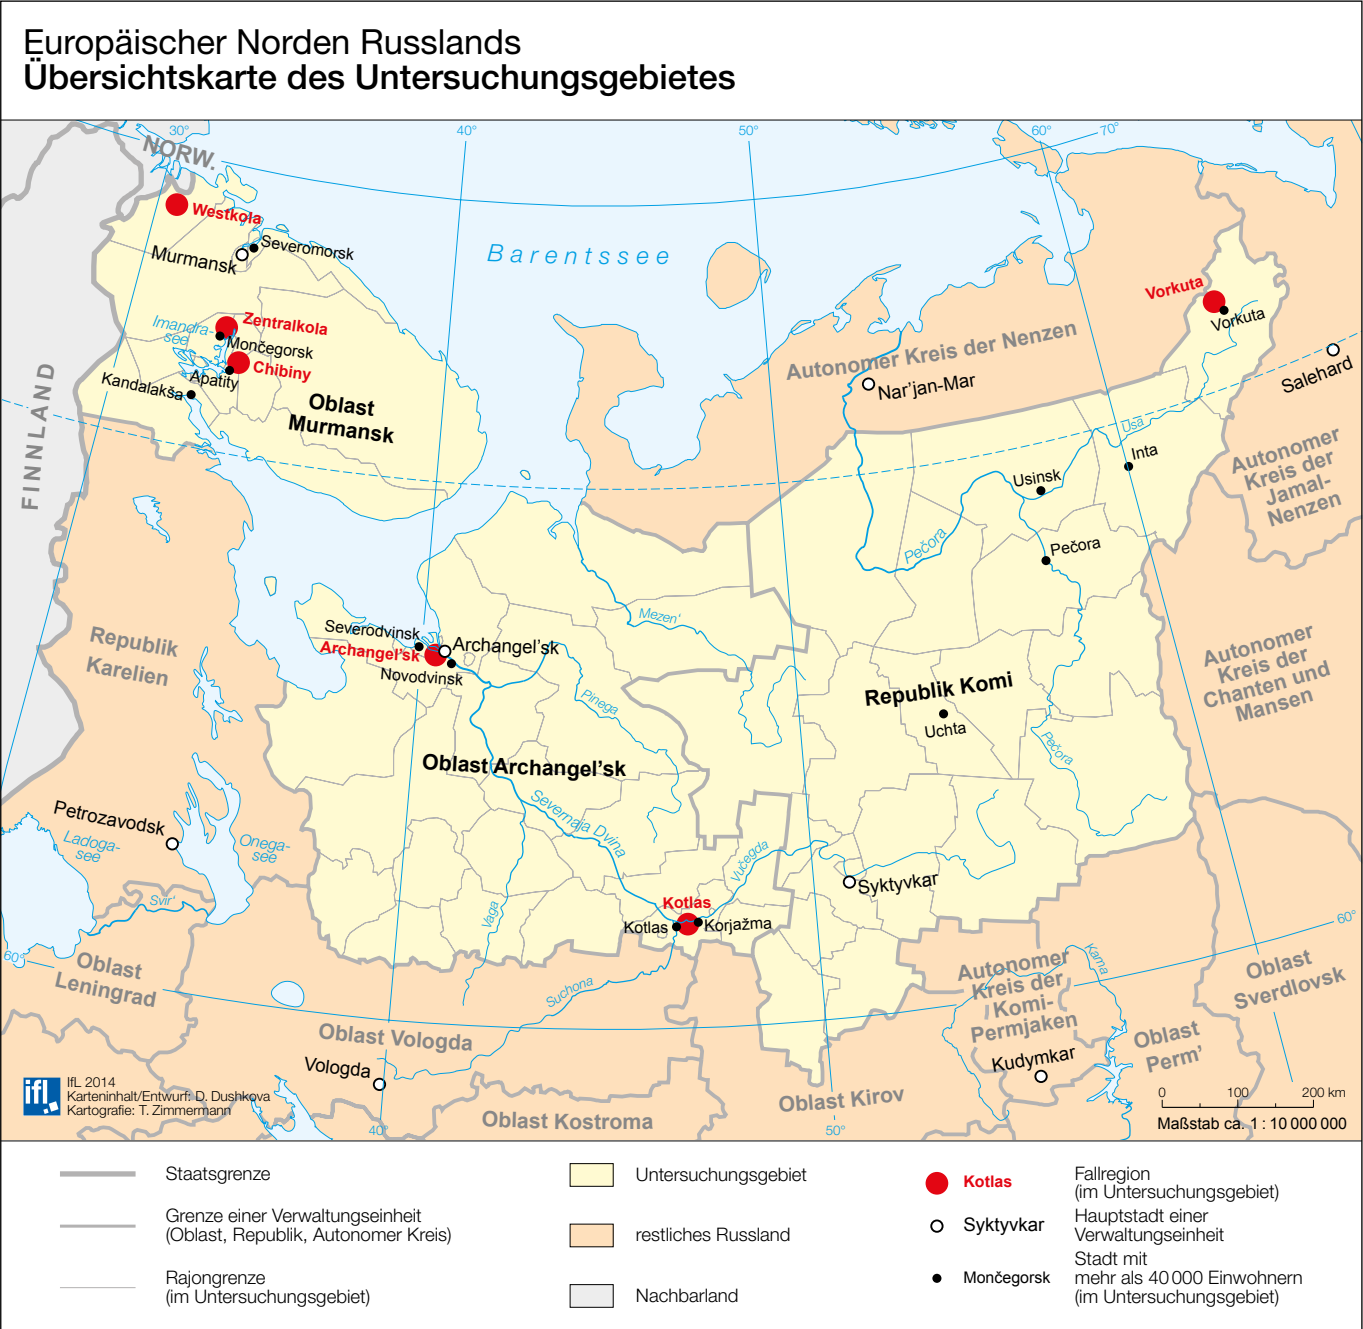 Europäischer Norden Russlands
Übersichtskarte des Untersuchungsgebietes
30°
40°
50°
60°
70°
NORW.
Westkola
Severomorsk
Murmansk
Barentssee
Vorkuta
Vorkuta
Zentralkola
Imandra-
see
Mončegorsk
Chibiny
Apatity
Kandalakša
Oblast
Murmansk
FINNLAND
Autonomer Kreis der Nenzen
Nar'jan-Mar
Salehard
Usa
Inta
Usinsk
Autonomer
Kreis der
Jamal-
Nenzen
Pečora
Pečora
Mezen'
Severodvinsk
Archangel'sk
Archangel'sk
Novodvinsk
Republik
Karelien
Pinega
Republik Komi
Uchta
Pečora
Autonomer
Kreis der
Chanten und
Mansen
Oblast Archangel'sk
Severnaja Dvina
Petrozavodsk
Ladoga-
see
Onega-
see
Svir'
Vyčegda
Syktyvkar
Vaga
Kotlas
Kotlas
Korjažma
60°
60°
Oblast
Leningrad
Suchona
Autonomer
Kreis der
Komi-
Permjaken
Kama
Oblast
Sverdlovsk
Oblast Vologda
Vologda
Kudymkar
Oblast
Perm'
Oblast Kirov
Oblast Kostroma
40°
50°
ifl
IfL 2014
Karteninhalt/Entwurf: D. Dushkova
Kartografie: T. Zimmermann
0 100 200 km
Maßstab ca. 1 : 10 000 000
Staatsgrenze
Grenze einer Verwaltungseinheit
(Oblast, Republik, Autonomer Kreis)
Rajongrenze
(im Untersuchungsgebiet)
Untersuchungsgebiet
restliches Russland
Nachbarland
Kotlas
Fallregion
(im Untersuchungsgebiet)
Syktyvkar
Hauptstadt einer
Verwaltungseinheit
Mončegorsk
Stadt mit
mehr als 40 000 Einwohnern
(im Untersuchungsgebiet)